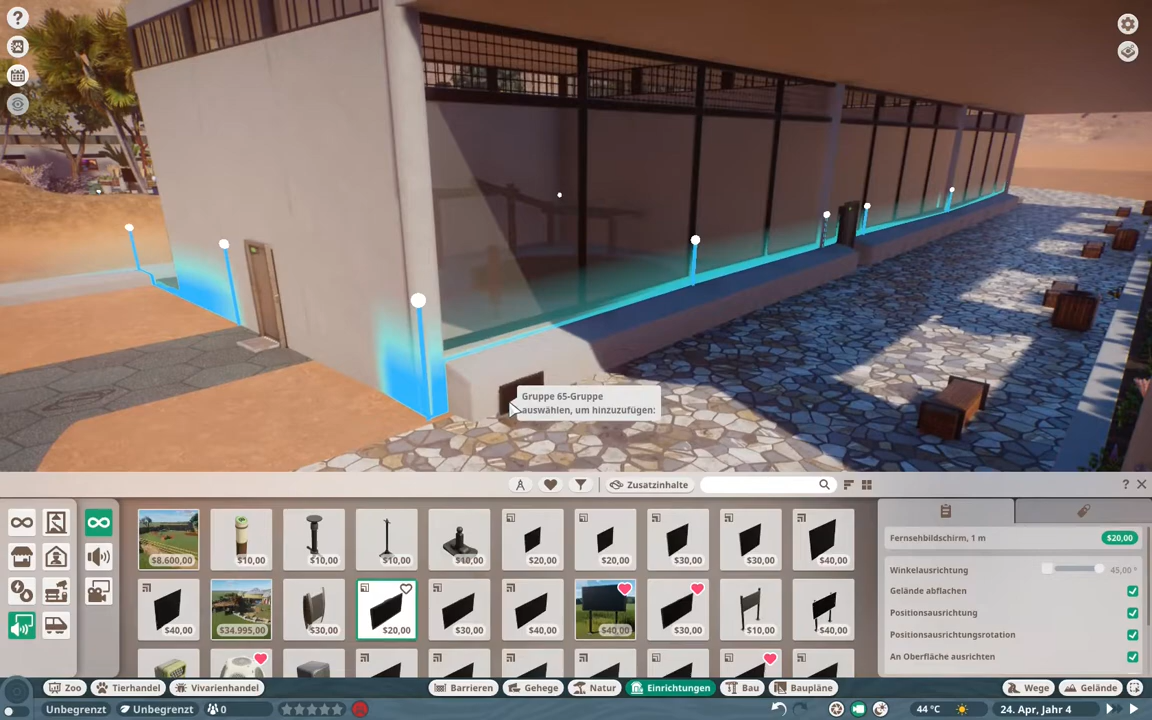 ?
Gruppe 65-Gruppe
auswählen, um hinzuzufügen:
Zusatzinhalte
?
$8.600,00
$10,00
$10,00
$10,00
$10,00
$20,00
$20,00
$30,00
$30,00
$40,00
$40,00
$34.995,00
$30,00
$20,00
$30,00
$40,00
$40,00
$30,00
$10,00
$40,00
Fernsehbildschirm, 1 m
$20,00
Winkelausrichtung
45,00 °
Gelände abflachen
Positionsausrichtung
Positionsausrichtungsrotation
An Oberfläche ausrichten
Zoo
Tierhandel
Vivarienhandel
Barrieren
Gehege
Natur
Einrichtungen
Bau
Baupläne
Wege
Gelände
Unbegrenzt
Unbegrenzt
0
44 °C
24. Apr, Jahr 4